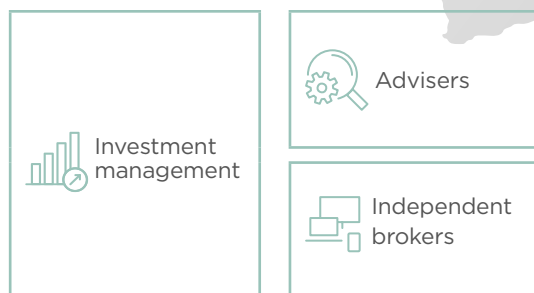 Investment
management
Advisers
Independent
brokers